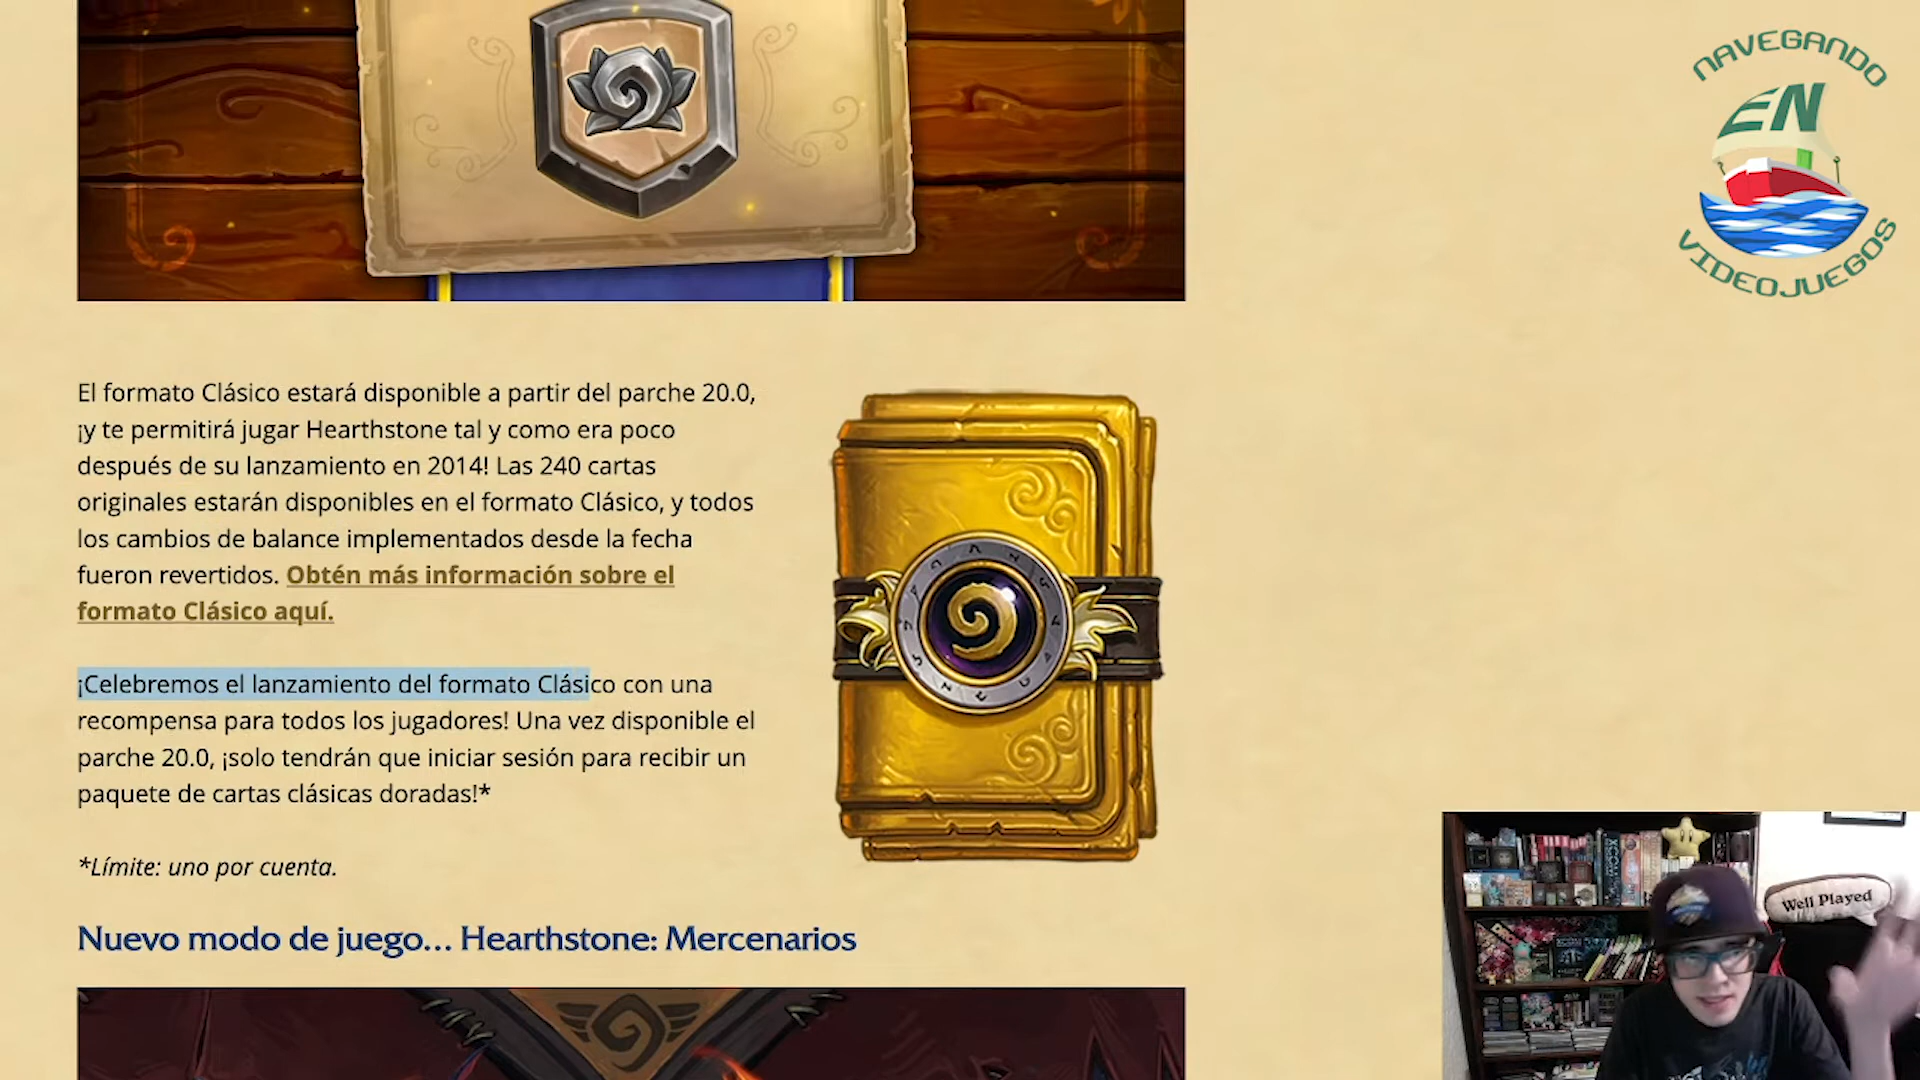 NAVEGANDO
EN
VIDEOJUEGOS
El formato Clásico estará disponible a partir del parche 20.0,
¡y te permitirá jugar Hearthstone tal y como era poco
después de su lanzamiento en 2014! Las 240 cartas
originales estarán disponibles en el formato Clásico, y todos
los cambios de balance implementados desde la fecha
fueron revertidos. Obtén más información sobre el
formato Clásico aquí.
¡Celebremos el lanzamiento del formato Clásico con una
recompensa para todos los jugadores! Una vez disponible el
parche 20.0, ¡solo tendrán que iniciar sesión para recibir un
paquete de cartas clásicas doradas!*
*Límite: uno por cuenta.
Nuevo modo de juego... Hearthstone: Mercenarios
Well Played